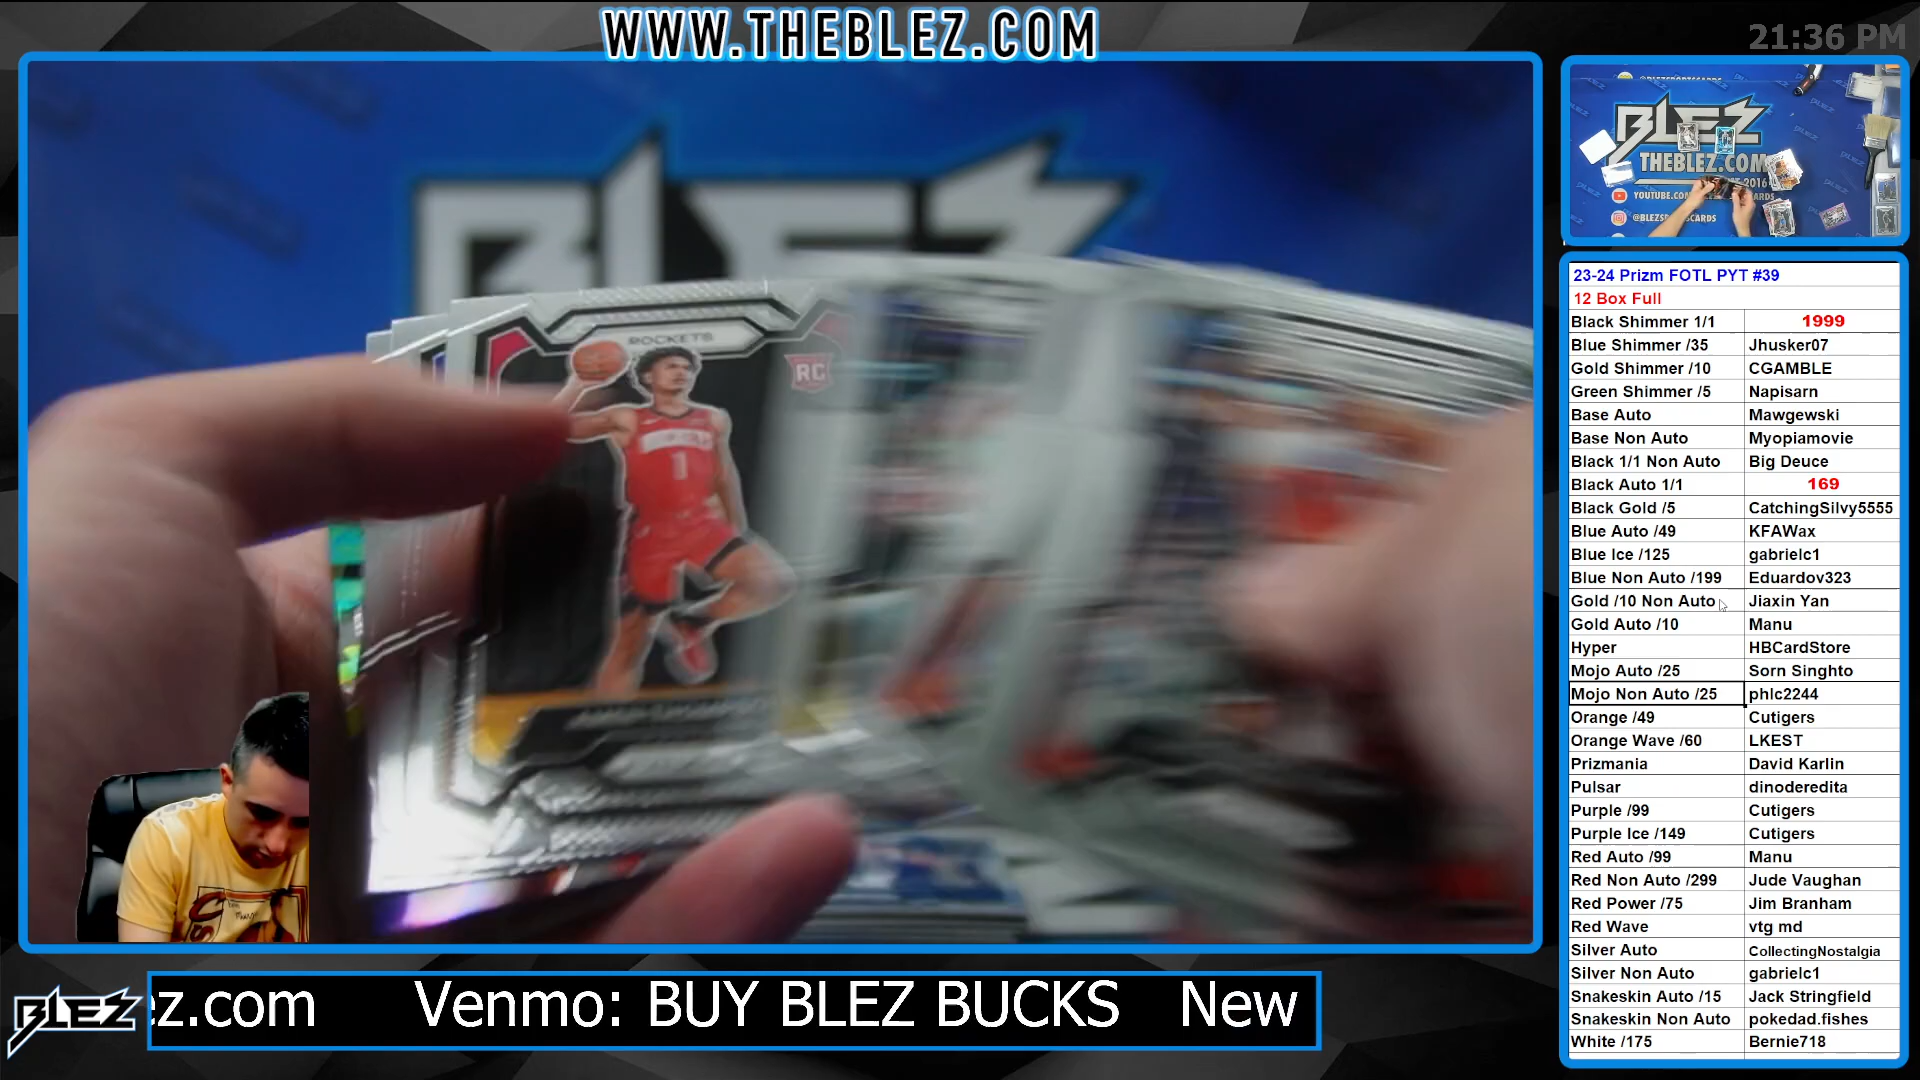 WWW.THEBLEZ.COM
21:36 PM
BLEZ
ROCKETS
RC
1
BLEZ
THEBLEZ.COM
2016
@BLEZSPORTSCARDS
23-24 Prizm FOTL PYT #39
12 Box Full
Black Shimmer 1/1 1999
Blue Shimmer /35 Jhusker07
Gold Shimmer /10 CGAMBLE
Green Shimmer /5 Napisarn
Base Auto Mawgewski
Base Non Auto Myopiamovie
Black 1/1 Non Auto Big Deuce
Black Auto 1/1 169
Black Gold /5 CatchingSilvy5555
Blue Auto /49 KFAWax
Blue Ice /125 gabrielc1
Blue Non Auto /199 Eduardov323
Gold /10 Non Auto Jiaxin Yan
Gold Auto /10 Manu
Hyper HBCardStore
Mojo Auto /25 Sorn Singhto
Mojo Non Auto /25 phlc2244
Orange /49 Cutigers
Orange Wave /60 LKEST
Prizmania David Karlin
Pulsar dinoderedita
Purple /99 Cutigers
Purple Ice /149 Cutigers
Red Auto /99 Manu
Red Non Auto /299 Jude Vaughan
Red Power /75 Jim Branham
Red Wave vtg md
Silver Auto CollectingNostalgia
Silver Non Auto gabrielc1
Snakeskin Auto /15 Jack Stringfield
Snakeskin Non Auto pokedad.fishes
White /175 Bernie718
BLEZ
ez.com Venmo: BUY BLEZ BUCKS New